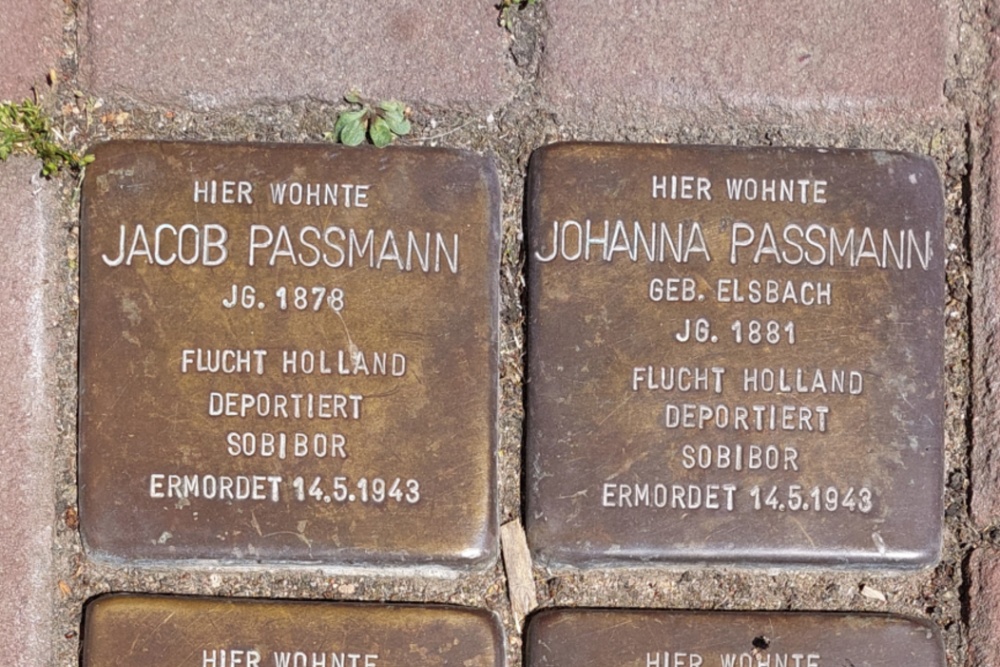 HIER WOHNTE
JACOB PASSMANN
JG. 1878
FLUCHT HOLLAND
DEPORTIERT
SOBIBOR
ERMORDET 14.5.1943
HIER WOHNTE
JOHANNA PASSMANN
GEB. ELSBACH
JG. 1881
FLUCHT HOLLAND
DEPORTIERT
SOBIBOR
ERMORDET 14.5.1943
HIER WOHNTE
HIER WOHNTE